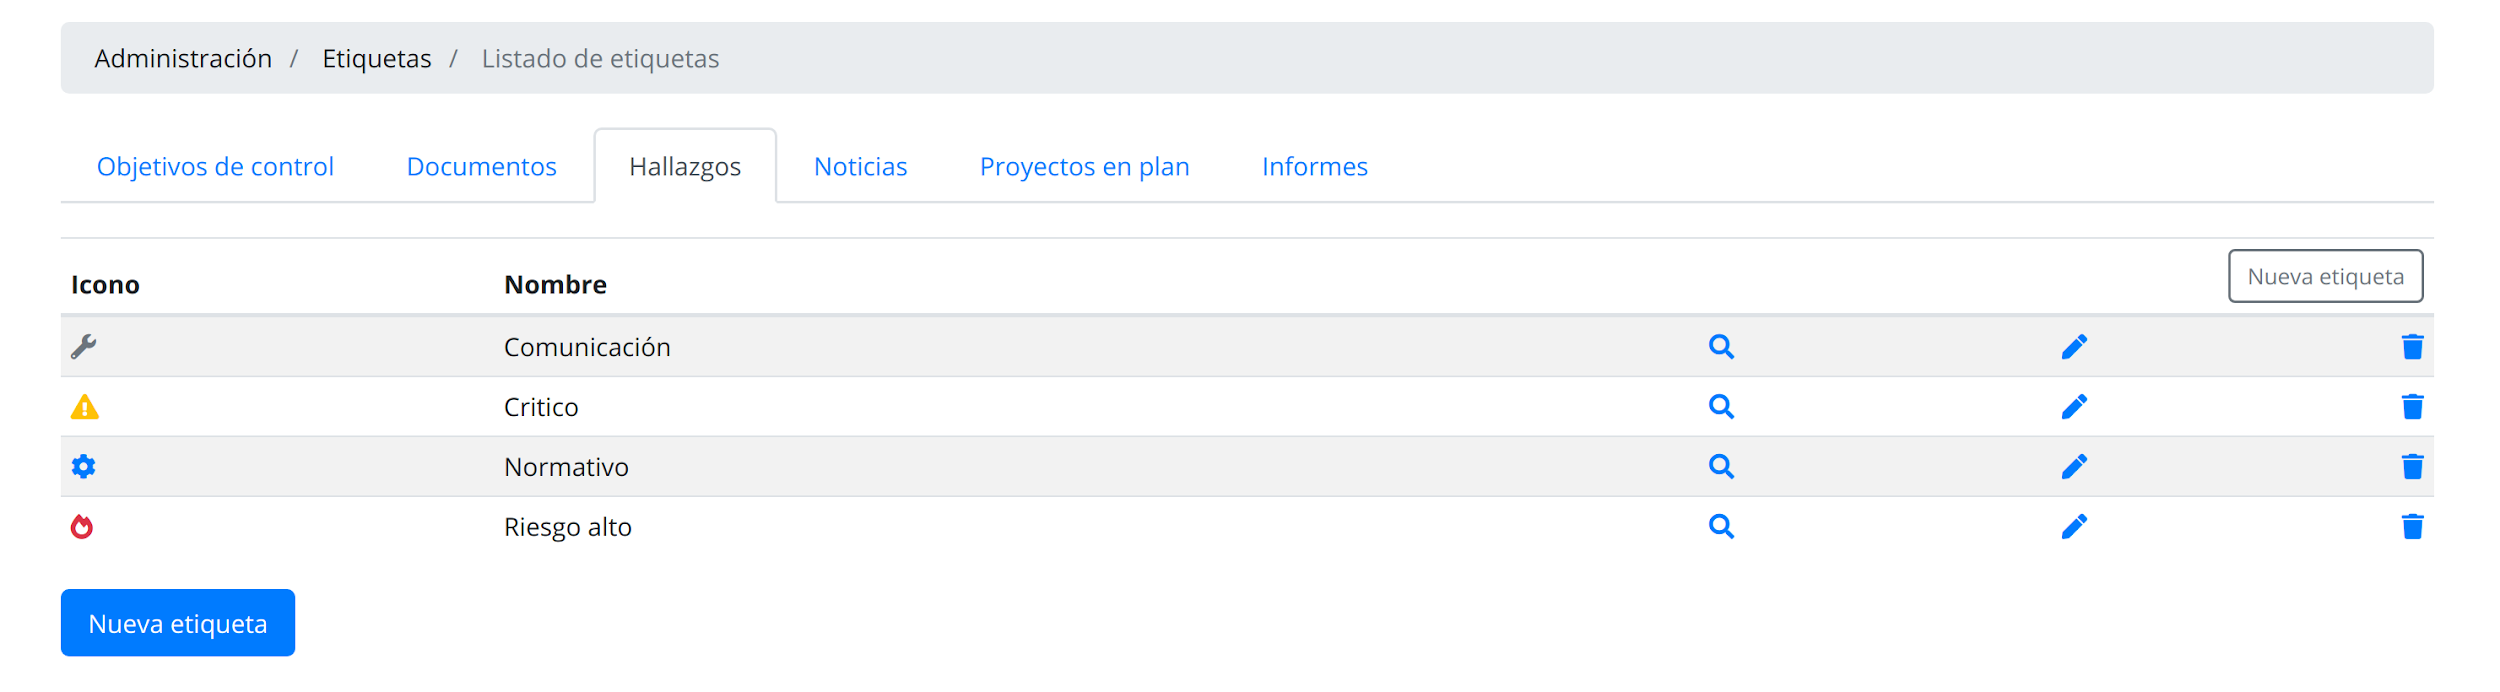 Administración / Etiquetas / Listado de etiquetas
Objetivos de control Documentos Hallazgos Noticias Proyectos en plan Informes
Icono Nombre Nueva etiqueta
Comunicación
Critico
Normativo
Riesgo alto
Nueva etiqueta